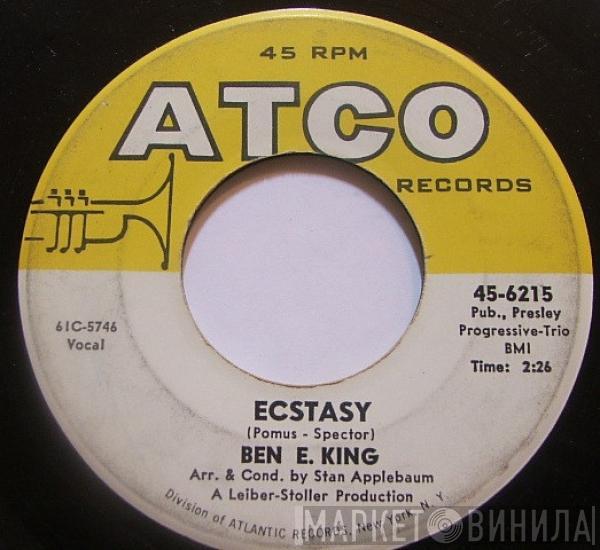 45 RPM
ATCO
RECORDS
45-6215
Pub., Presley
Progressive-Trio
BMI
Time: 2:26
61C-5746
Vocal
ECSTASY
(Pomus - Spector)
BEN E. KING
Arr. & Cond. by Stan Applebaum
A Leiber-Stoller Production
Division of ATLANTIC RECORDS, New York, N. Y.
МАРКЕТ ВИНИЛА